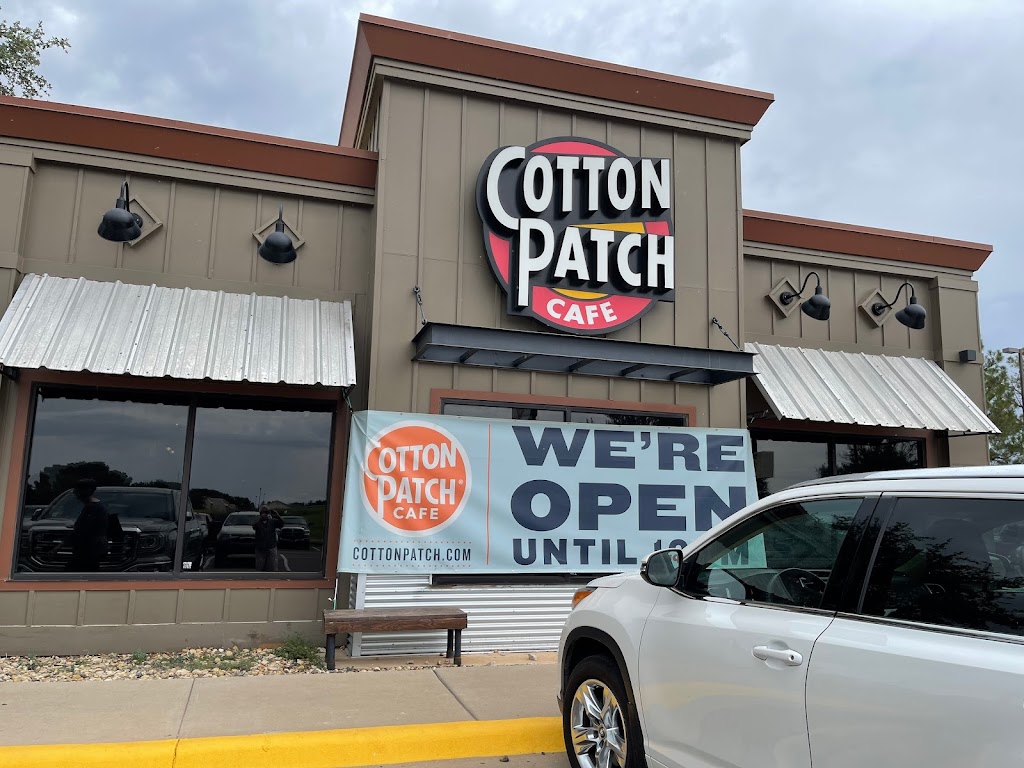 COTTON
PATCH
CAFE
COTTON
PATCH®
CAFE
COTTONPATCH.COM
WE'RE
OPEN
UNTIL